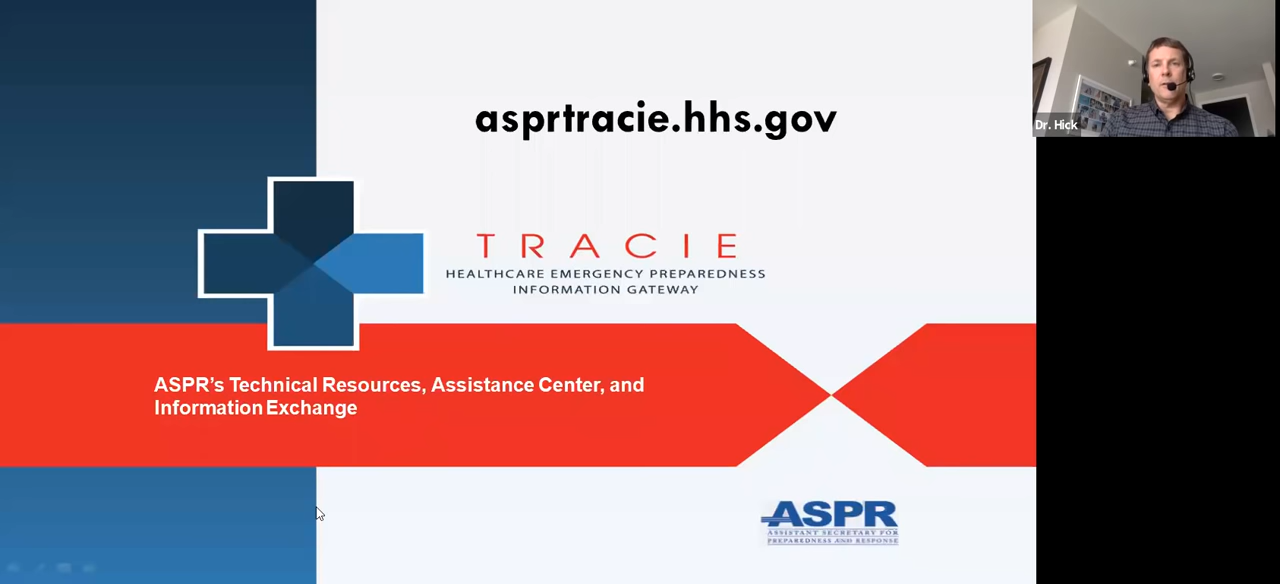 asprtracie.hhs.gov
Dr. Hick
TRACIE
HEALTHCARE EMERGENCY PREPAREDNESS
INFORMATION GATEWAY
ASPR's Technical Resources, Assistance Center, and
Information Exchange
ASPR
ASSISTANT SECRETARY FOR
PREPAREDNESS AND RESPONSE